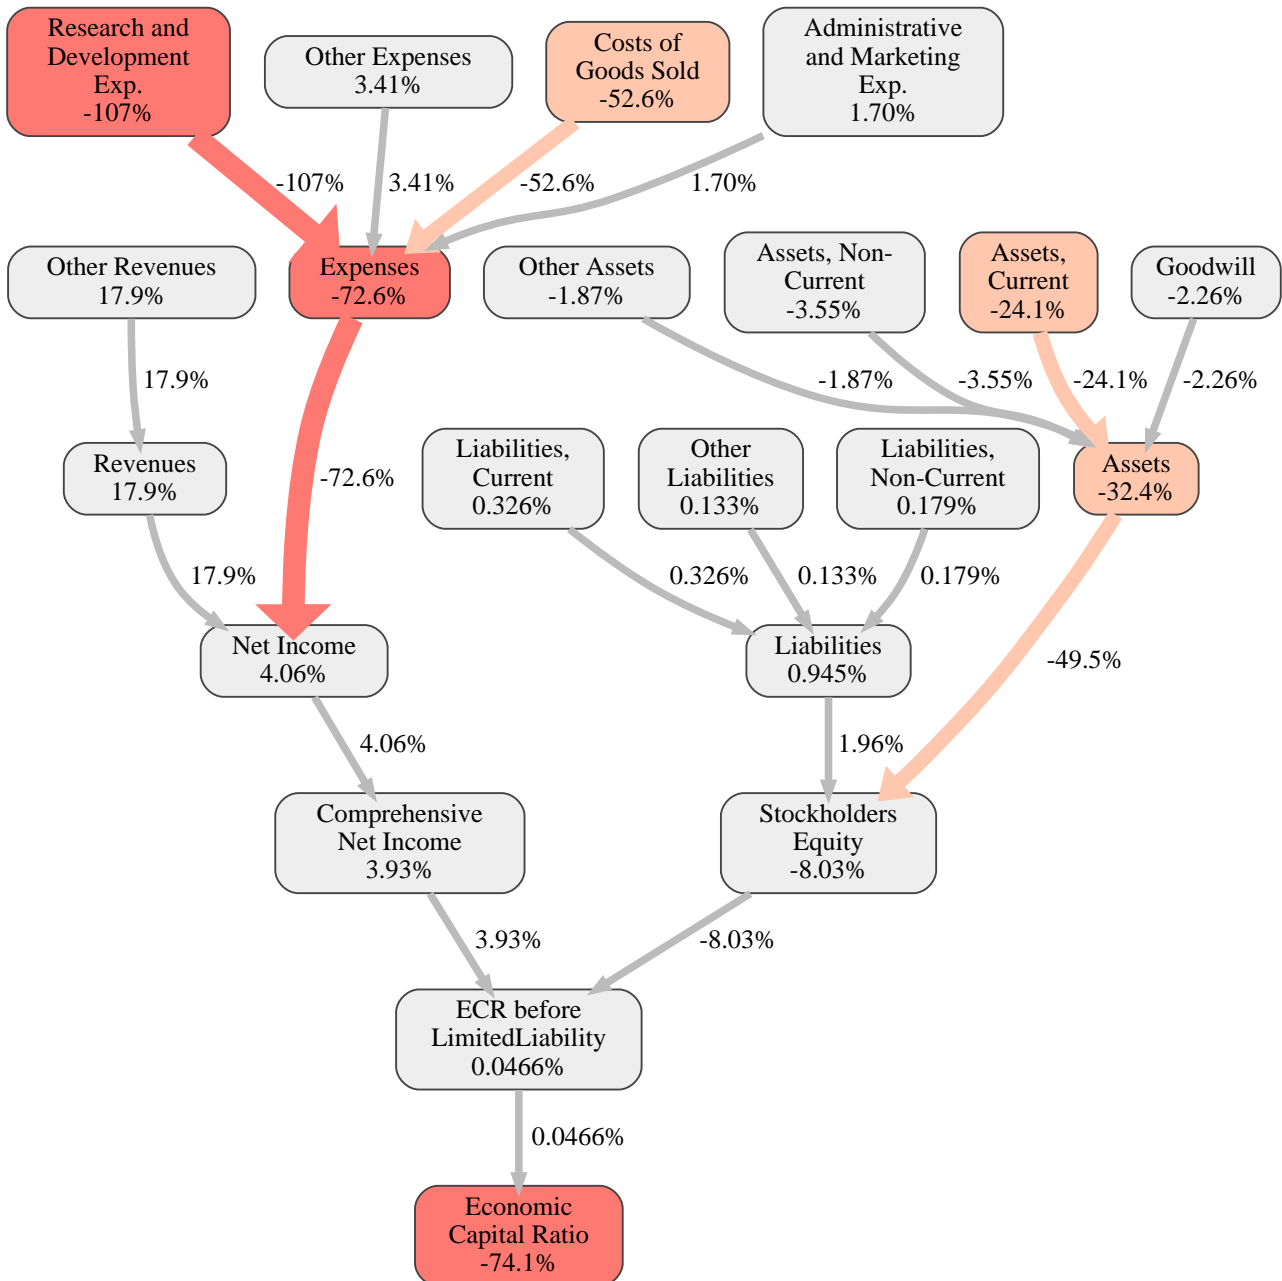 Research and
Development
Exp.
-107%
Other Expenses
3.41%
Costs of
Goods Sold
-52.6%
Administrative
and Marketing
Exp.
1.70%
-107%
3.41%
-52.6%
1.70%
Other Revenues
17.9%
Expenses
-72.6%
Other Assets
-1.87%
Assets, Non-
Current
-3.55%
Assets,
Current
-24.1%
Goodwill
-2.26%
17.9%
-1.87%
-3.55%
-24.1%
-2.26%
Revenues
17.9%
-72.6%
Liabilities,
Current
0.326%
Other
Liabilities
0.133%
Liabilities,
Non-Current
0.179%
Assets
-32.4%
17.9%
0.326%
0.133%
0.179%
Net Income
4.06%
Liabilities
0.945%
-49.5%
4.06%
1.96%
Comprehensive
Net Income
3.93%
Stockholders
Equity
-8.03%
3.93%
-8.03%
ECR before
LimitedLiability
0.0466%
0.0466%
Economic
Capital Ratio
-74.1%